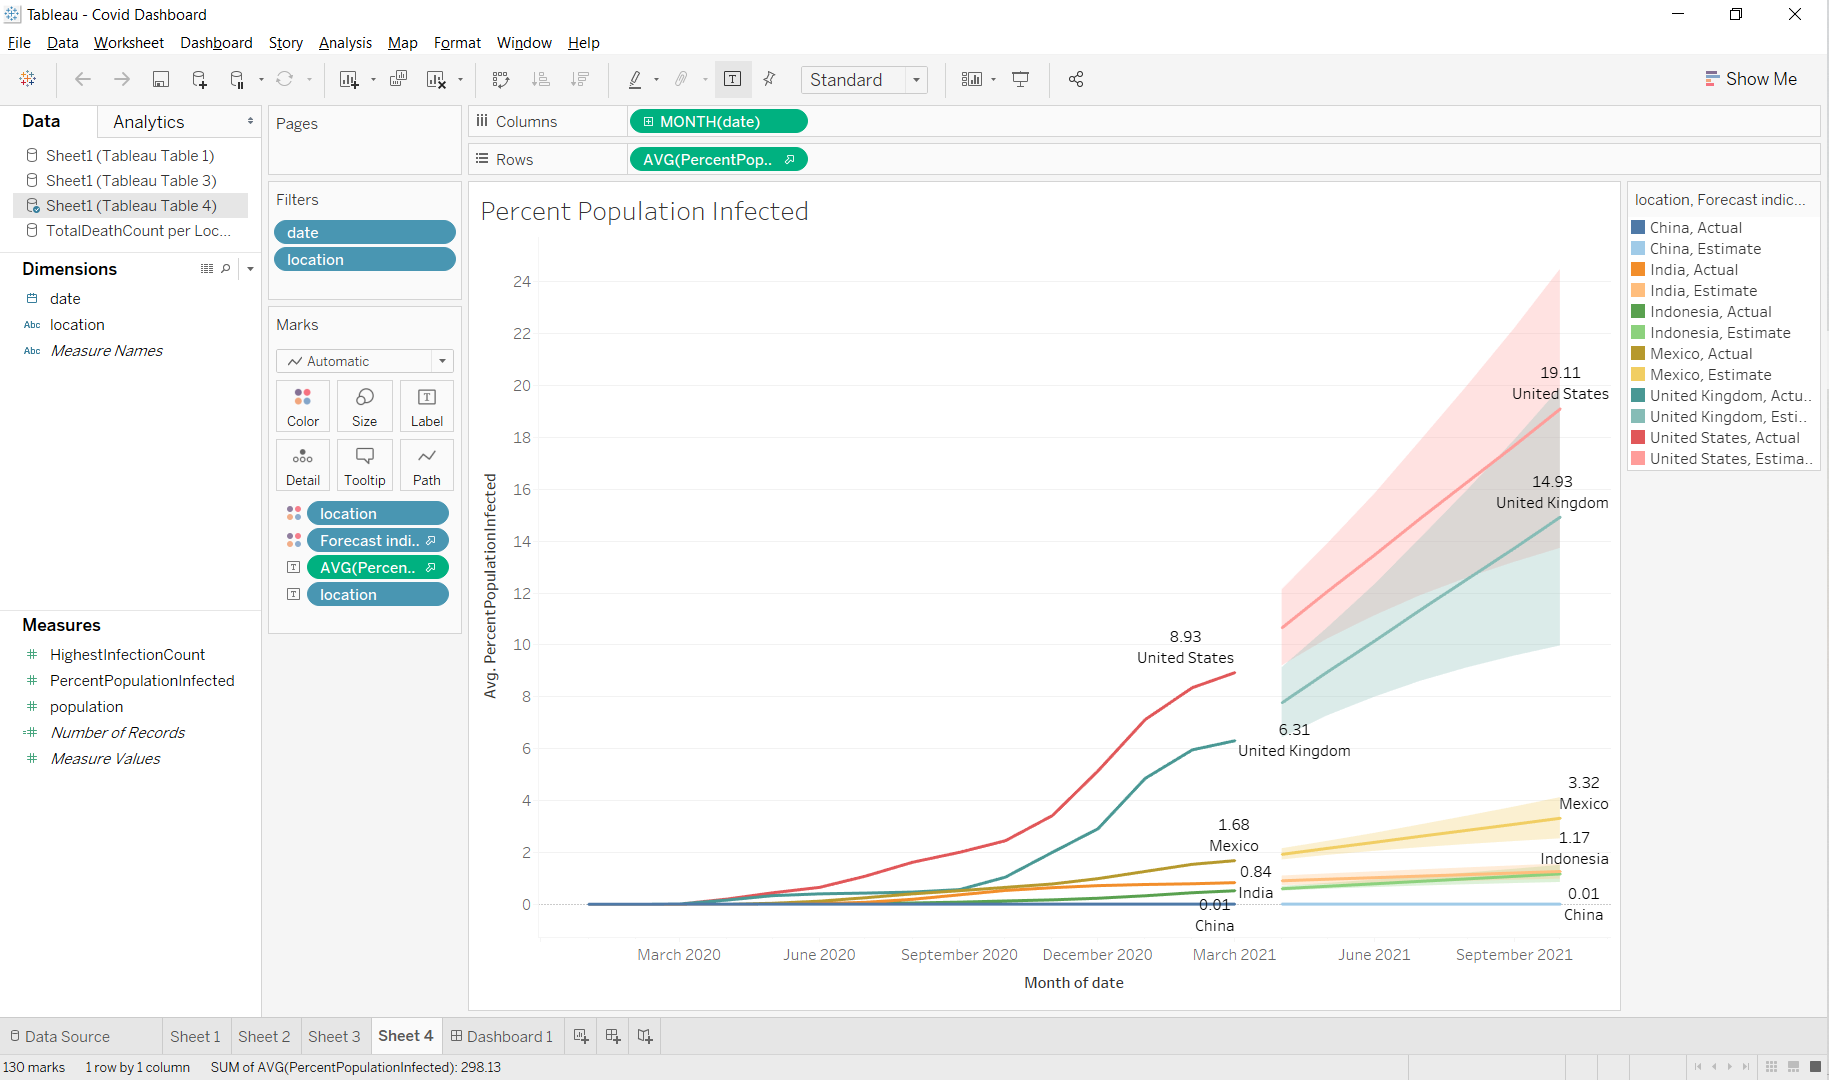 Tableau - Covid Dashboard
File Data Worksheet Dashboard Story Analysis Map Format Window Help
Standard
Show Me
Data
Analytics
Sheet1 (Tableau Table 1)
Sheet1 (Tableau Table 3)
Sheet1 (Tableau Table 4)
TotalDeathCount per Loc...
Dimensions
date
Abc location
Abc Measure Names
Measures
HighestInfectionCount
PercentPopulationInfected
population
Number of Records
Measure Values
Pages
Filters
date
location
Marks
Automatic
Color Size Label
Detail Tooltip Path
location
Forecast indi..
AVG(Percen..
location
Columns
MONTH(date)
Rows
AVG(PercentPop..
Percent Population Infected
Avg. PercentPopulationInfected
24
22
20
18
16
14
12
10
8
6
4
2
0
19.11
United States
14.93
United Kingdom
8.93
United States
6.31
United Kingdom
3.32
Mexico
1.68
Mexico
1.17
Indonesia
0.84
India
0.01
China
0.01
China
March 2020 June 2020 September 2020 December 2020 March 2021 June 2021 September 2021
Month of date
location, Forecast indic...
China, Actual
China, Estimate
India, Actual
India, Estimate
Indonesia, Actual
Indonesia, Estimate
Mexico, Actual
Mexico, Estimate
United Kingdom, Actu..
United Kingdom, Esti..
United States, Actual
United States, Estima..
Data Source Sheet 1 Sheet 2 Sheet 3 Sheet 4 Dashboard 1
130 marks 1 row by 1 column SUM of AVG(PercentPopulationInfected): 298.13